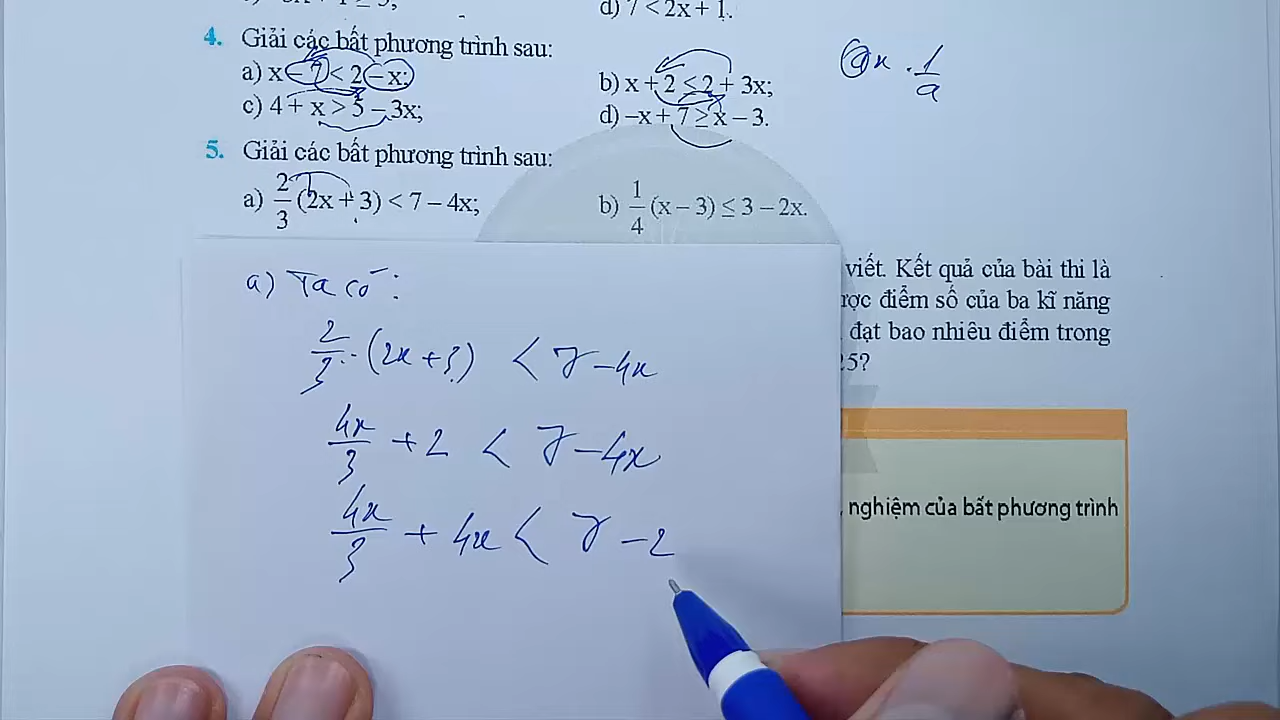 d) 7 < 2x + 1.
4. Giải các bất phương trình sau:
a) x – 7 < 2 – x;
b) x + 2 ≤ 2 + 3x;
c) 4 + x > 5 – 3x;
d) –x + 7 ≥ x – 3.
ax · 1/a
5. Giải các bất phương trình sau:
a) 2/3 (2x + 3) < 7 – 4x;
b) 1/4 (x – 3) ≤ 3 – 2x.
viết. Kết quả của bài thi là
điểm số của ba kĩ năng
đạt bao nhiêu điểm trong
nghiệm của bất phương trình
a) Ta có:
2/3 · (2x + 3) < 7 – 4x
4x/3 + 2 < 7 – 4x
4x/3 + 4x < 7 – 2